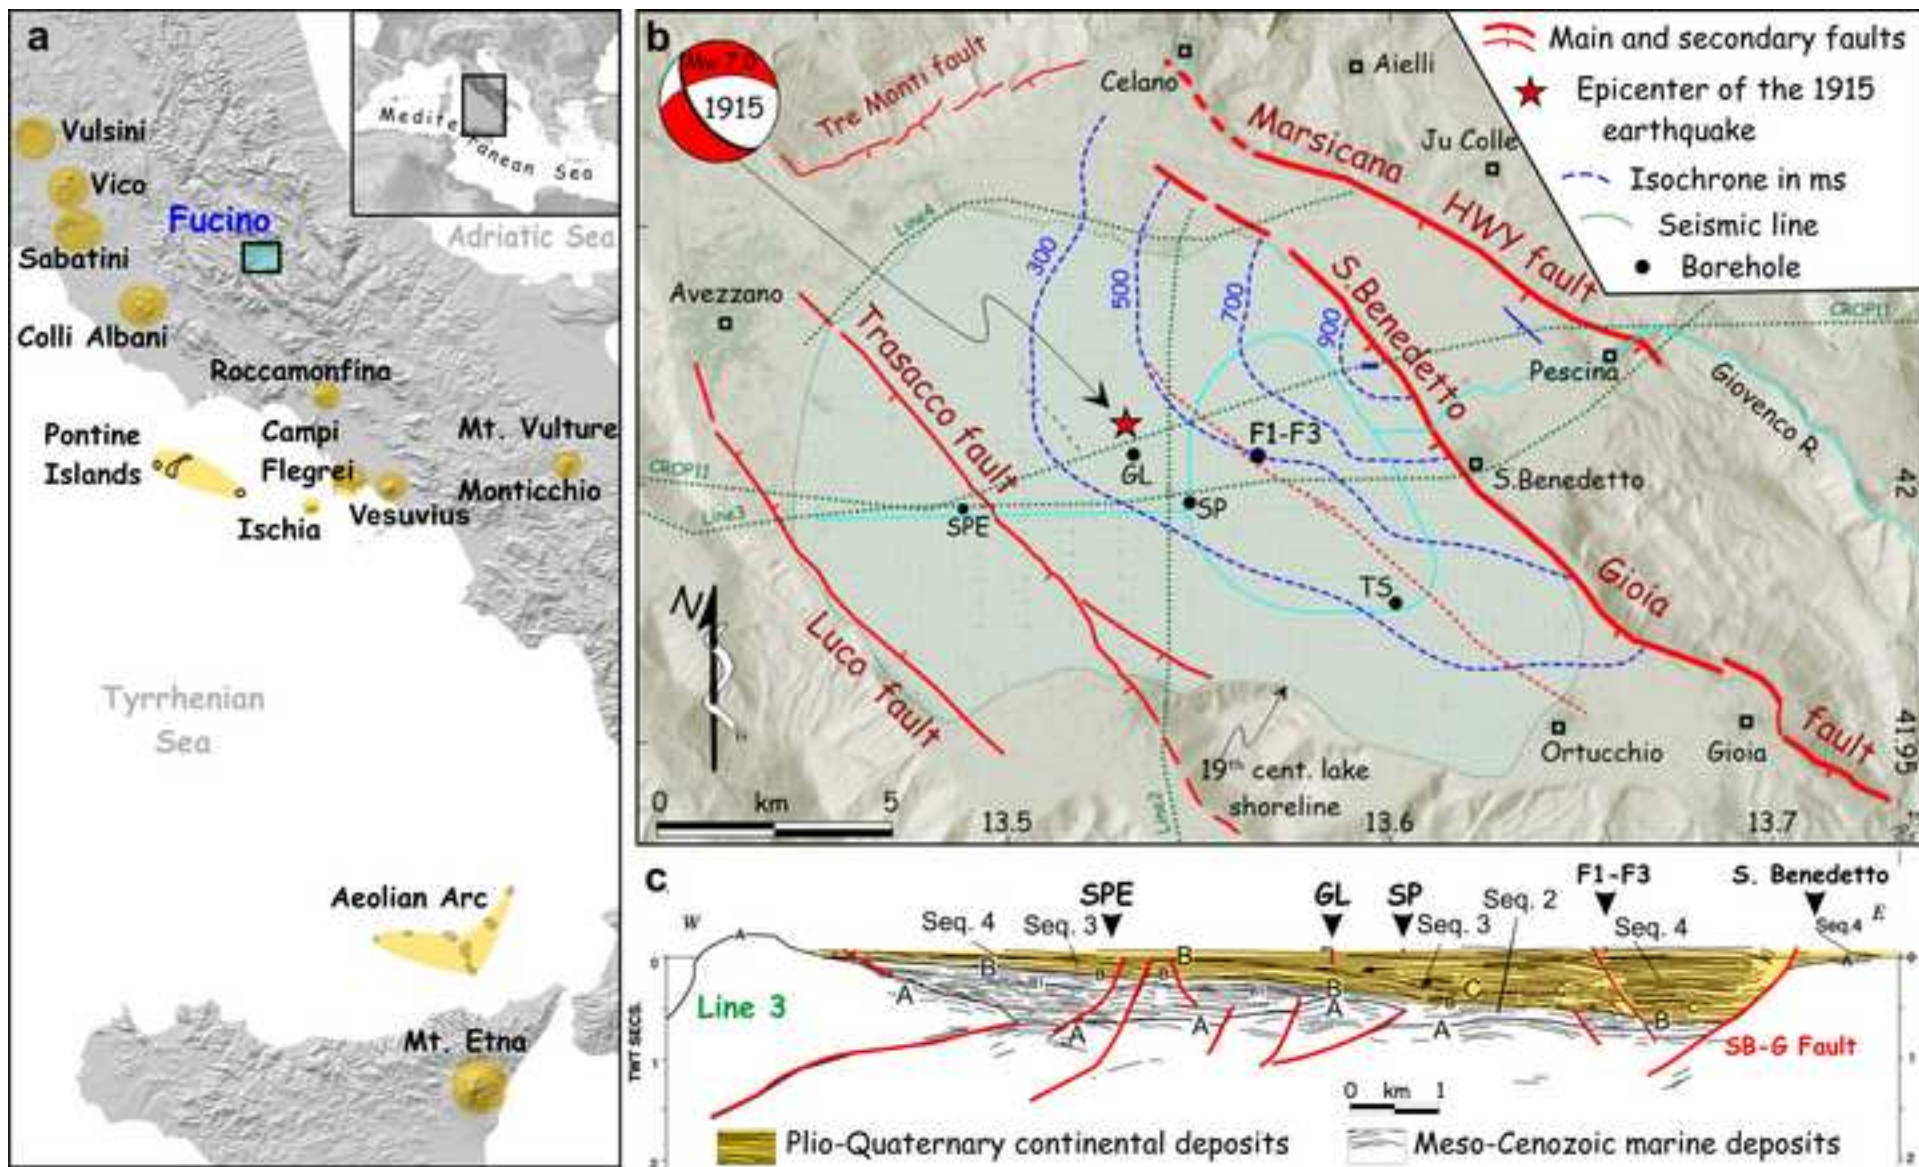 a
Vulsini
Vico
Sabatini
Fucino
Colli Albani
Roccamonfina
Pontine
Islands
Campi
Flegrei
Ischia
Vesuvius
Mt. Vulture
Monticchio
Mediterranean Sea
Adriatic Sea
Tyrrhenian
Sea
Aeolian Arc
Mt. Etna
b
Mw 7.0
1915
Tre Monti fault
Celano
Aielli
Ju Colle
Marsicana
HWY fault
Main and secondary faults
Epicenter of the 1915
earthquake
Isochrone in ms
Seismic line
Borehole
Line4
Avezzano
300
500
700
900
S.Benedetto
Gioia
fault
Trasacco fault
Luco fault
CROP11
Pescina
Giovenco R.
F1-F3
GL
SP
SPE
TS
S.Benedetto
CROP11
Line3
42
41.95
N
Ortucchio
Gioia
19th cent. lake
shoreline
Line2
0 km 5
13.5
13.6
13.7
c
W
SPE
GL
SP
F1-F3
S. Benedetto
Seq. 4
Seq. 3
Seq. 3
Seq. 2
Seq. 4
Seq. 4
E
A
B
B
B
B
B
A
A
A
A
A
C
C
B
A
0
1
2
0
TWT SECS.
Line 3
SB-G Fault
0 km 1
Plio-Quaternary continental deposits
Meso-Cenozoic marine deposits